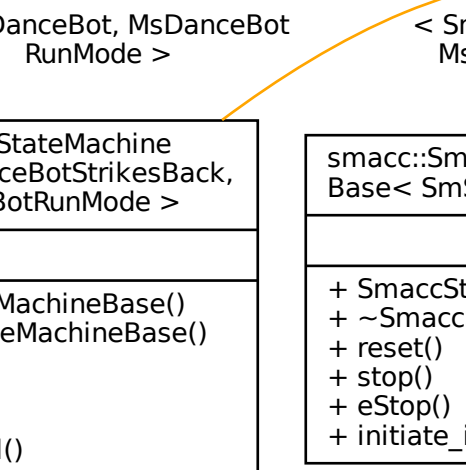 DanceBot, MsDanceBot
RunMode >
< Sm
Ms
StateMachine
ceBotStrikesBack,
BotRunMode >
MachineBase()
eMachineBase()
l()
smacc::Sm
Base< SmS
+ SmaccSt
+ ~Smacc
+ reset()
+ stop()
+ eStop()
+ initiate_i